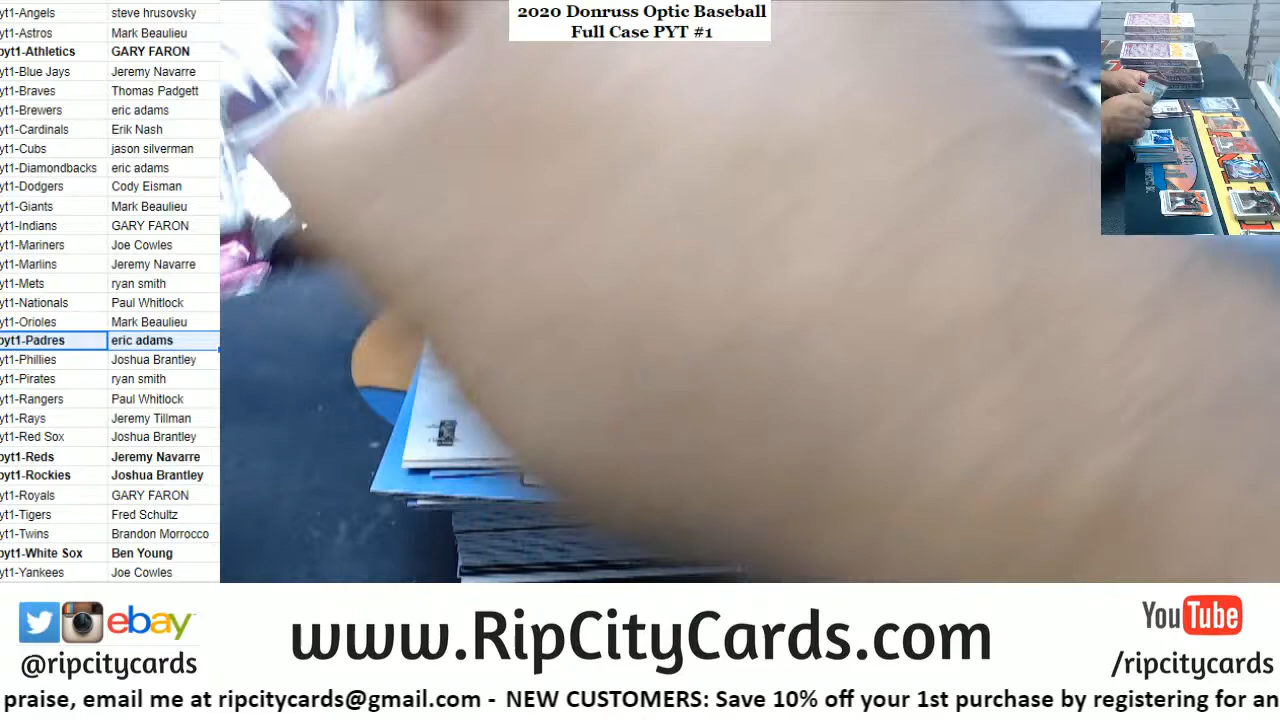 2020 Donruss Optic Baseball
Full Case PYT #1
yt1-Angels steve hrusovsky
yt1-Astros Mark Beaulieu
pyt1-Athletics GARY FARON
yt1-Blue Jays Jeremy Navarre
yt1-Braves Thomas Padgett
yt1-Brewers eric adams
yt1-Cardinals Erik Nash
yt1-Cubs jason silverman
yt1-Diamondbacks eric adams
yt1-Dodgers Cody Eisman
yt1-Giants Mark Beaulieu
yt1-Indians GARY FARON
yt1-Mariners Joe Cowles
yt1-Marlins Jeremy Navarre
yt1-Mets ryan smith
yt1-Nationals Paul Whitlock
yt1-Orioles Mark Beaulieu
pyt1-Padres eric adams
yt1-Phillies Joshua Brantley
yt1-Pirates ryan smith
yt1-Rangers Paul Whitlock
yt1-Rays Jeremy Tillman
yt1-Red Sox Joshua Brantley
pyt1-Reds Jeremy Navarre
pyt1-Rockies Joshua Brantley
yt1-Royals GARY FARON
yt1-Tigers Fred Schultz
yt1-Twins Brandon Morrocco
pyt1-White Sox Ben Young
yt1-Yankees Joe Cowles
ebay
@ripcitycards
www.RipCityCards.com
YouTube
/ripcitycards
praise, email me at ripcitycards@gmail.com - NEW CUSTOMERS: Save 10% off your 1st purchase by registering for an